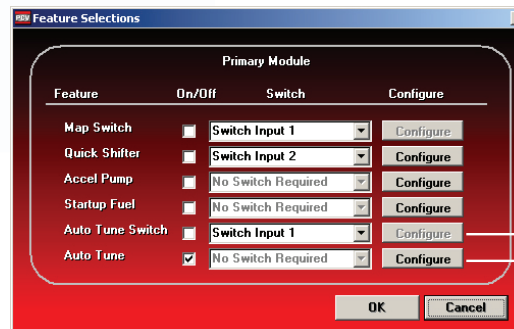 PCV Feature Selections
Primary Module
Feature On/Off Switch Configure
Map Switch Switch Input 1 Configure
Quick Shifter Switch Input 2 Configure
Accel Pump No Switch Required Configure
Startup Fuel No Switch Required Configure
Auto Tune Switch Switch Input 1 Configure
Auto Tune No Switch Required Configure
OK Cancel